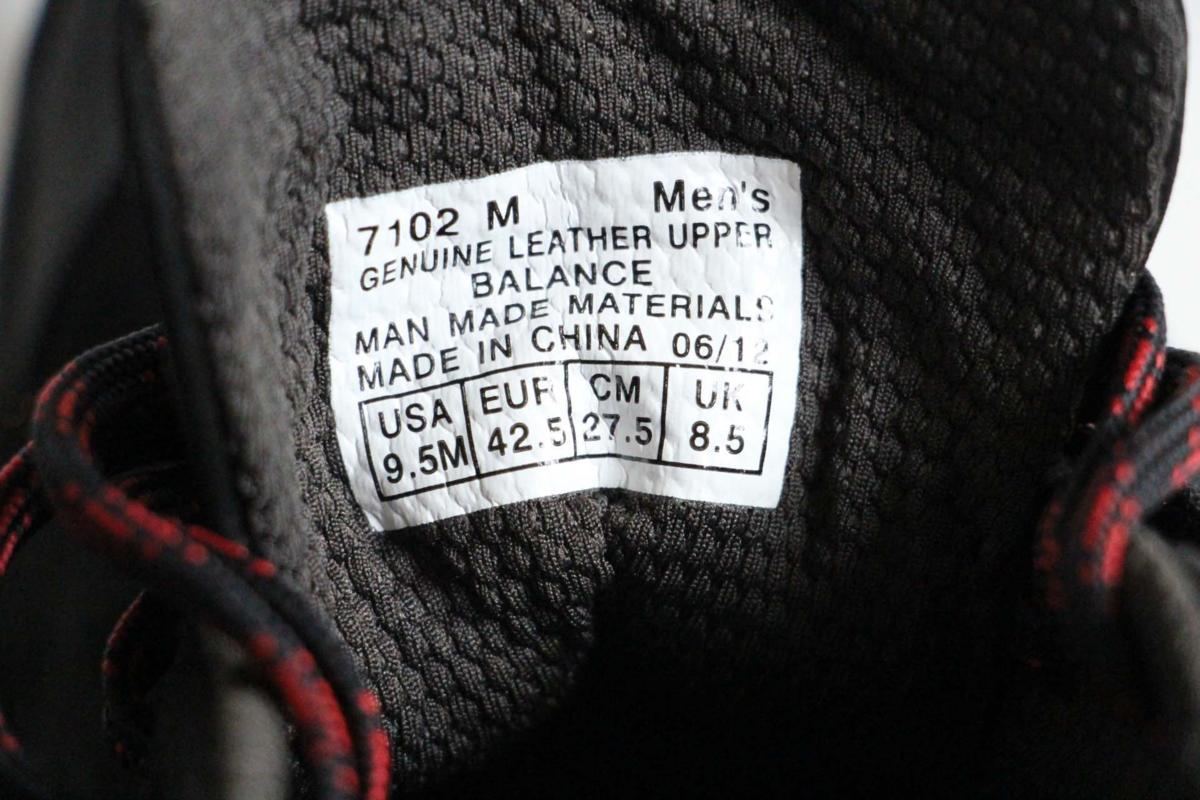 7102 M Men's
GENUINE LEATHER UPPER
BALANCE
MAN MADE MATERIALS
MADE IN CHINA 06/12
USA EUR CM UK
9.5M 42.5 27.5 8.5